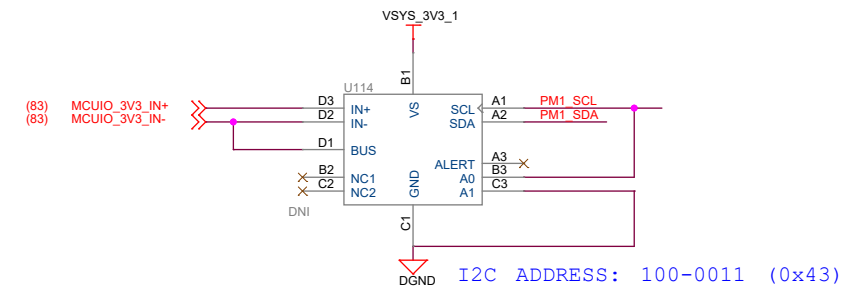 VSYS_3V3_1
B1
U114
(83) MCUIO_3V3_IN+ D3 IN+ VS SCL A1 PM1_SCL
(83) MCUIO_3V3_IN- D2 IN- SDA A2 PM1_SDA
D1 BUS
ALERT A3
B2 NC1 A0 B3
C2 NC2 GND A1 C3
DNI
C1
DGND
I2C ADDRESS: 100-0011 (0x43)